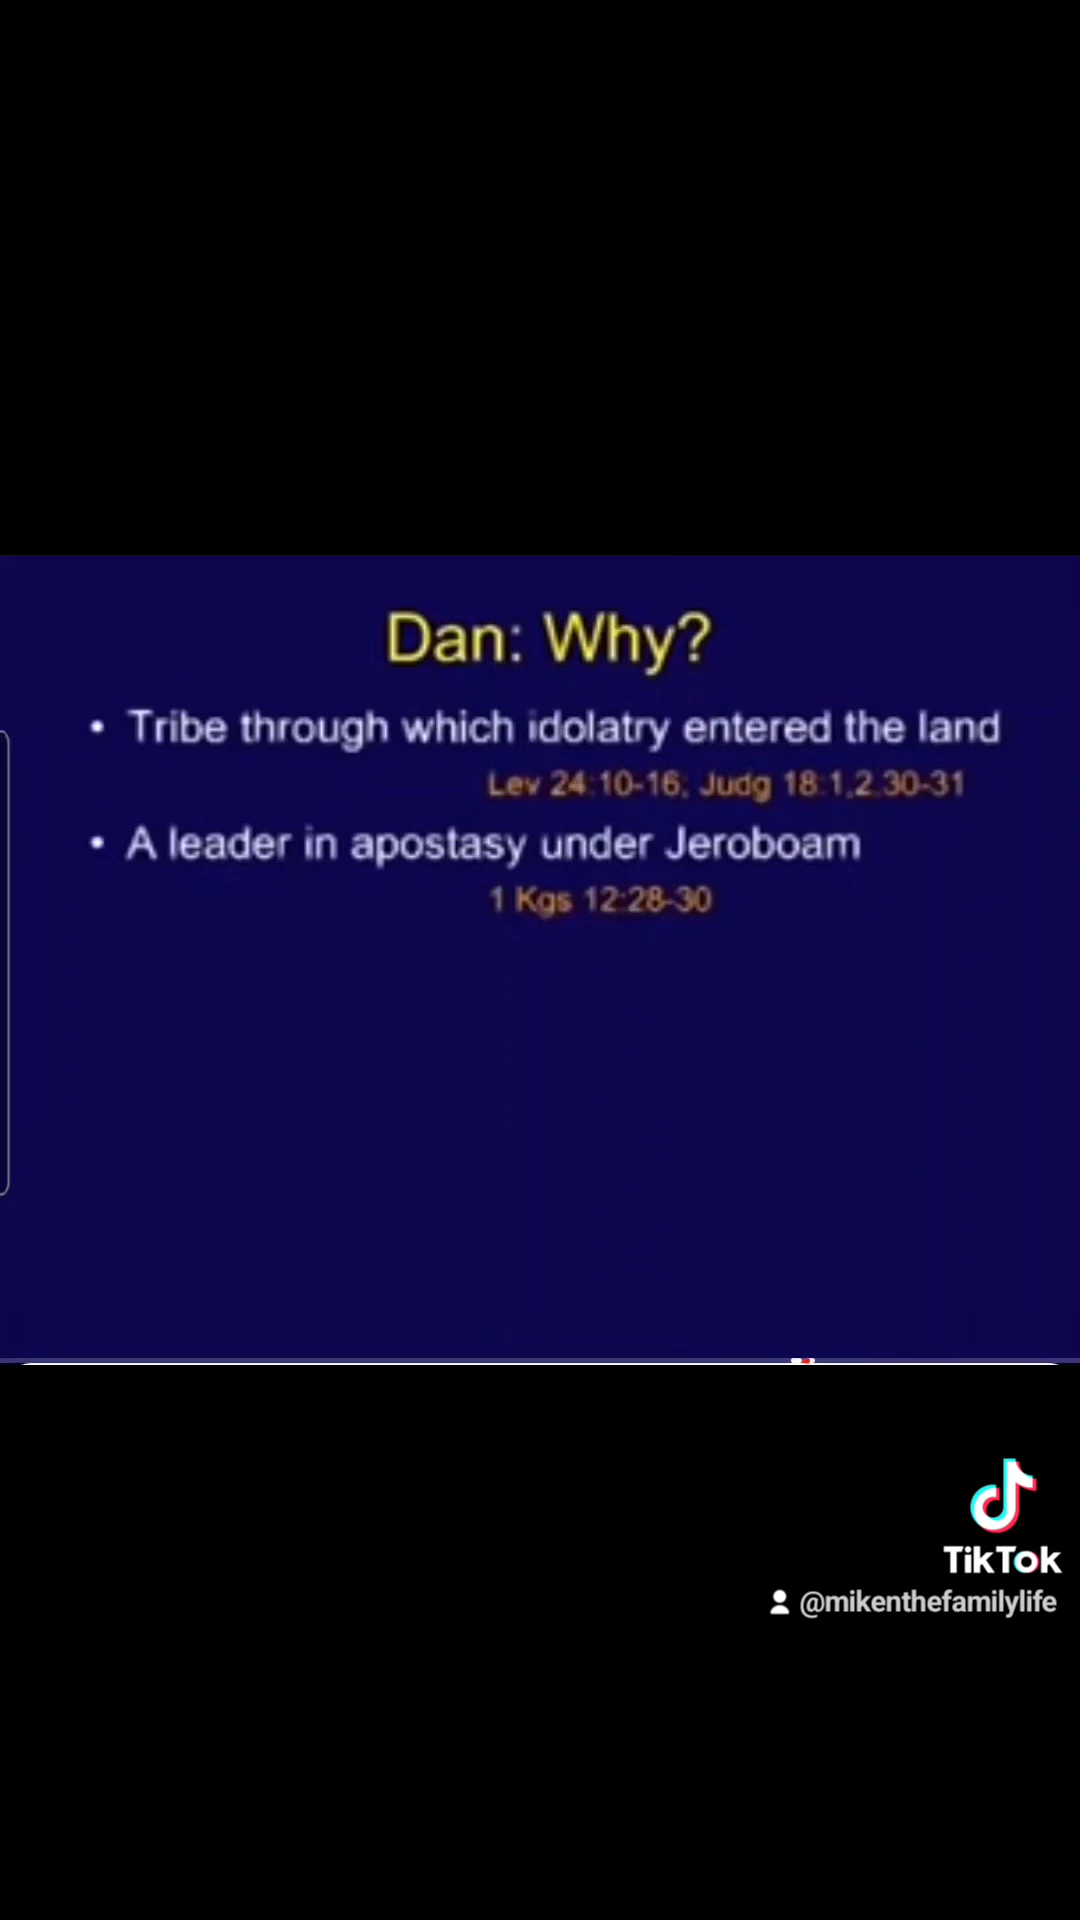 Dan: Why?
• Tribe through which idolatry entered the land
Lev 24:10-16; Judg 18:1,2,30-31
• A leader in apostasy under Jeroboam
1 Kgs 12:28-30
TikTok
@mikenthefamilylife